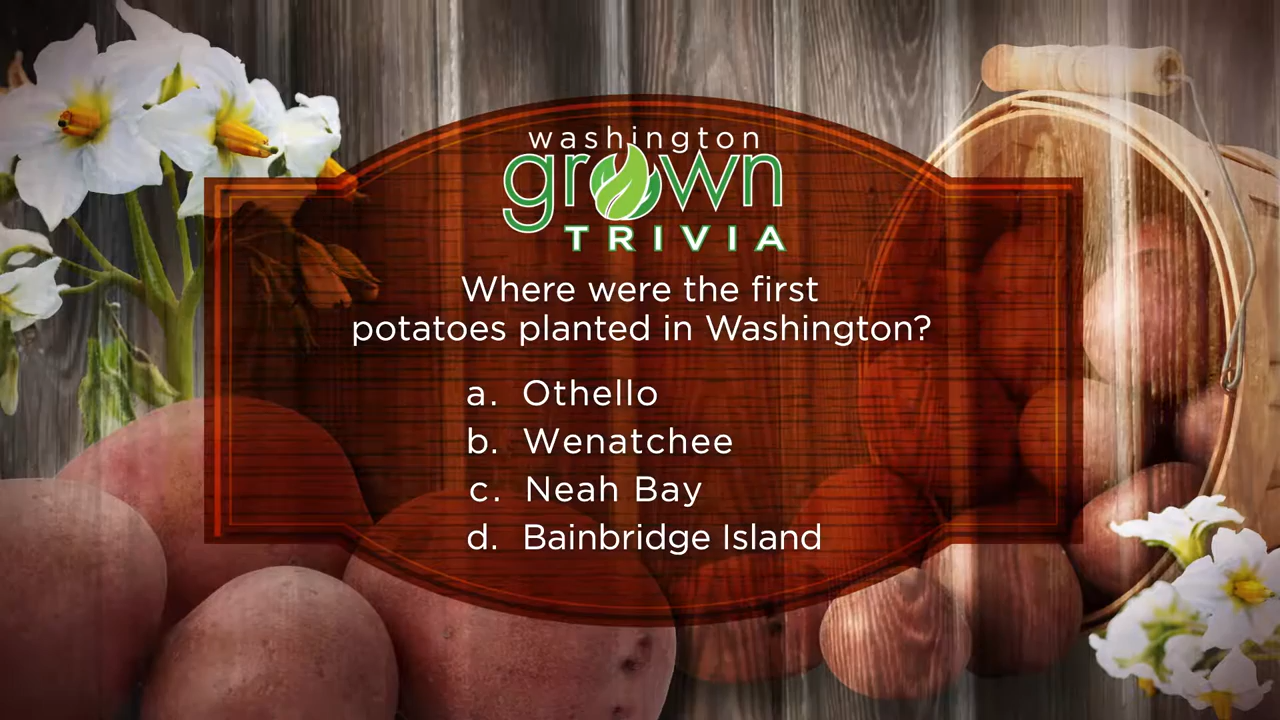 washington
grown
TRIVIA
Where were the first
potatoes planted in Washington?
a. Othello
b. Wenatchee
c. Neah Bay
d. Bainbridge Island